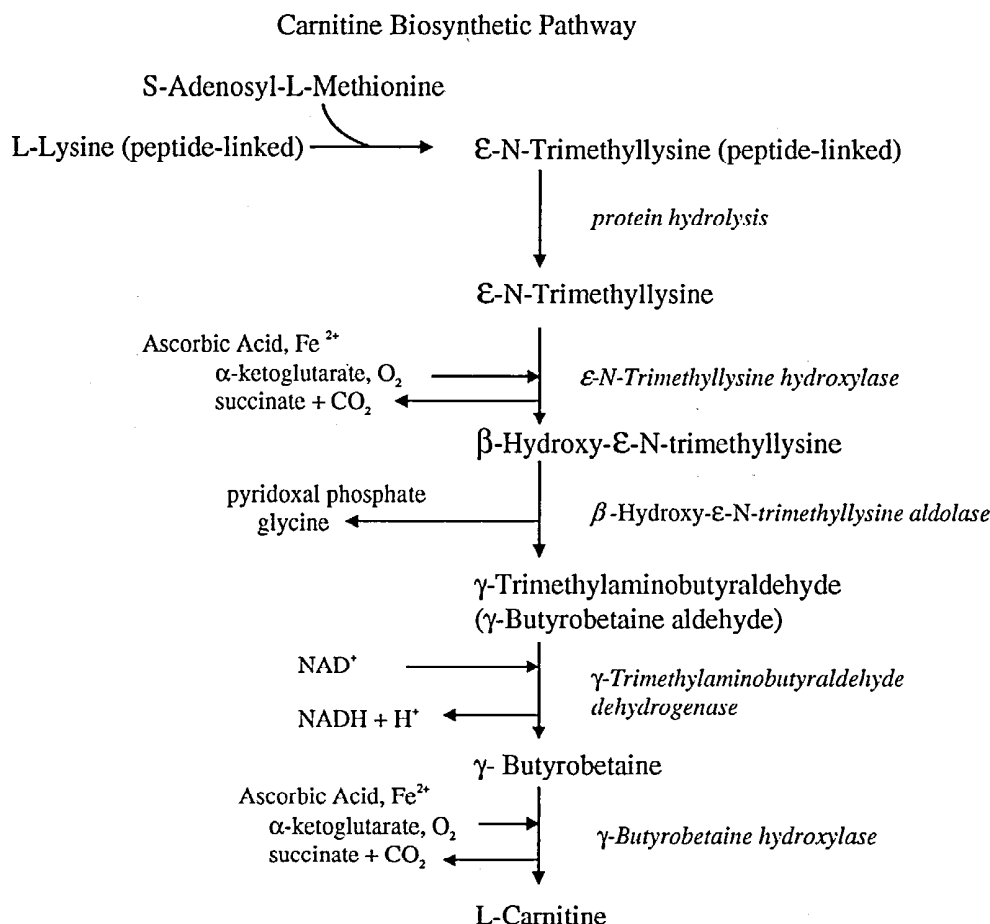 Carnitine Biosynthetic Pathway
S-Adenosyl-L-Methionine
L-Lysine (peptide-linked)
Ɛ-N-Trimethyllysine (peptide-linked)
protein hydrolysis
Ɛ-N-Trimethyllysine
Ascorbic Acid, Fe²⁺
α-ketoglutarate, O₂
succinate + CO₂
ε-N-Trimethyllysine hydroxylase
β-Hydroxy-Ɛ-N-trimethyllysine
pyridoxal phosphate
glycine
β-Hydroxy-ε-N-trimethyllysine aldolase
γ-Trimethylaminobutyraldehyde
(γ-Butyrobetaine aldehyde)
NAD⁺
NADH + H⁺
γ-Trimethylaminobutyraldehyde
dehydrogenase
γ- Butyrobetaine
Ascorbic Acid, Fe²⁺
α-ketoglutarate, O₂
succinate + CO₂
γ-Butyrobetaine hydroxylase
L-Carnitine